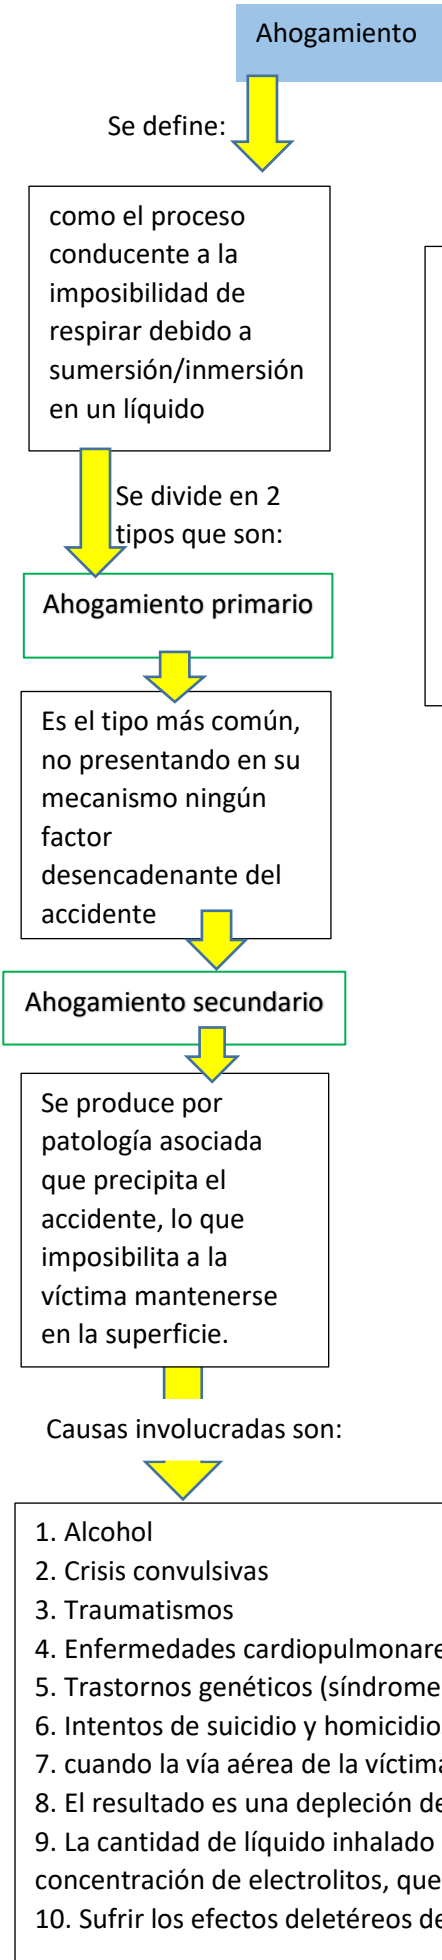 Ahogamiento
Se define:
como el proceso
conducente a la
imposibilidad de
respirar debido a
sumersión/inmersión
en un líquido
Se divide en 2
tipos que son:
Ahogamiento primario
Es el tipo más común,
no presentando en su
mecanismo ningún
factor
desencadenante del
accidente
Ahogamiento secundario
Se produce por
patología asociada
que precipita el
accidente, lo que
imposibilita a la
víctima mantenerse
en la superficie.
Causas involucradas son:
1. Alcohol
2. Crisis convulsivas
3. Traumatismos
4. Enfermedades cardiopulmonare
5. Trastornos genéticos (síndrome
6. Intentos de suicidio y homicidio
7. cuando la vía aérea de la víctima
8. El resultado es una depleción de
9. La cantidad de líquido inhalado
concentración de electrolitos, que
10. Sufrir los efectos deletéreos de